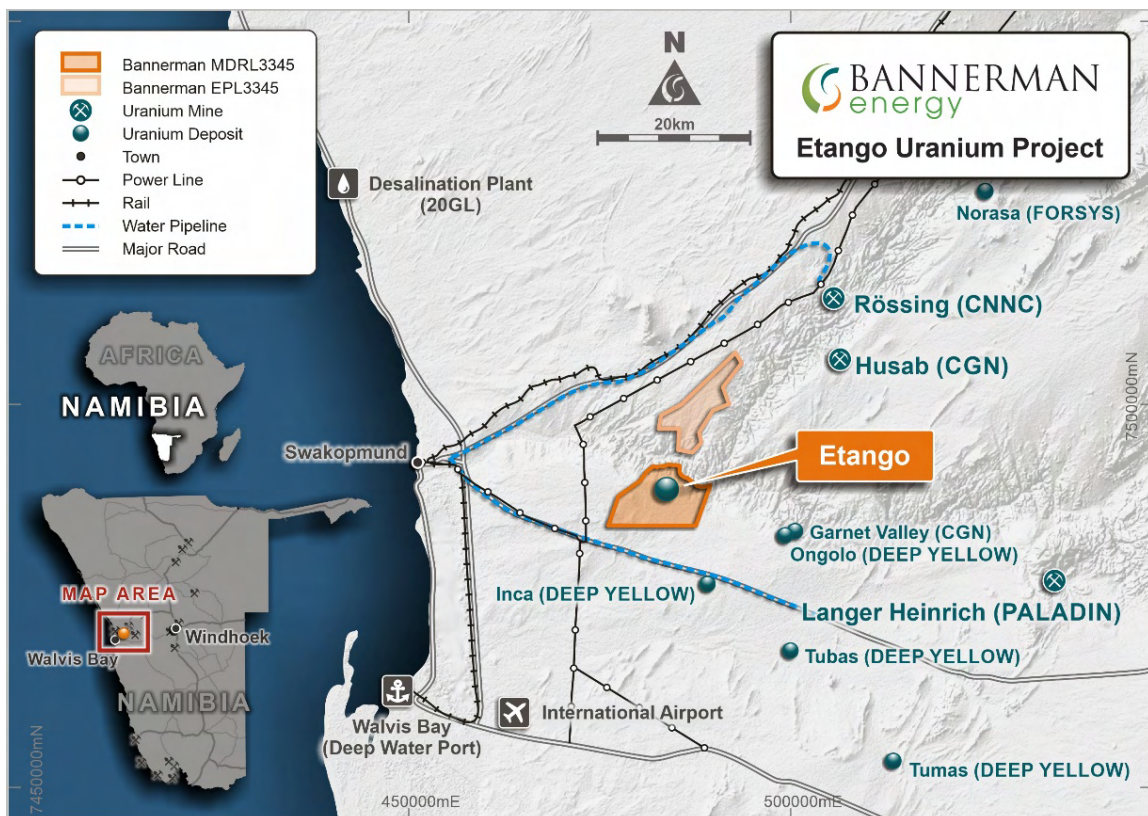 Bannerman MDRL3345
Bannerman EPL3345
Uranium Mine
Uranium Deposit
Town
Power Line
Rail
Water Pipeline
Major Road
N
20km
BANNERMAN
energy
Etango Uranium Project
Desalination Plant
(20GL)
Norasa (FORSYS)
Rössing (CNNC)
Husab (CGN)
7500000mN
AFRICA
NAMIBIA
Swakopmund
Etango
Garnet Valley (CGN)
Ongolo (DEEP YELLOW)
Inca (DEEP YELLOW)
Langer Heinrich (PALADIN)
Tubas (DEEP YELLOW)
MAP AREA
Windhoek
Walvis Bay
NAMIBIA
International Airport
Walvis Bay
(Deep Water Port)
Tumas (DEEP YELLOW)
7450000mN
450000mE
500000mE